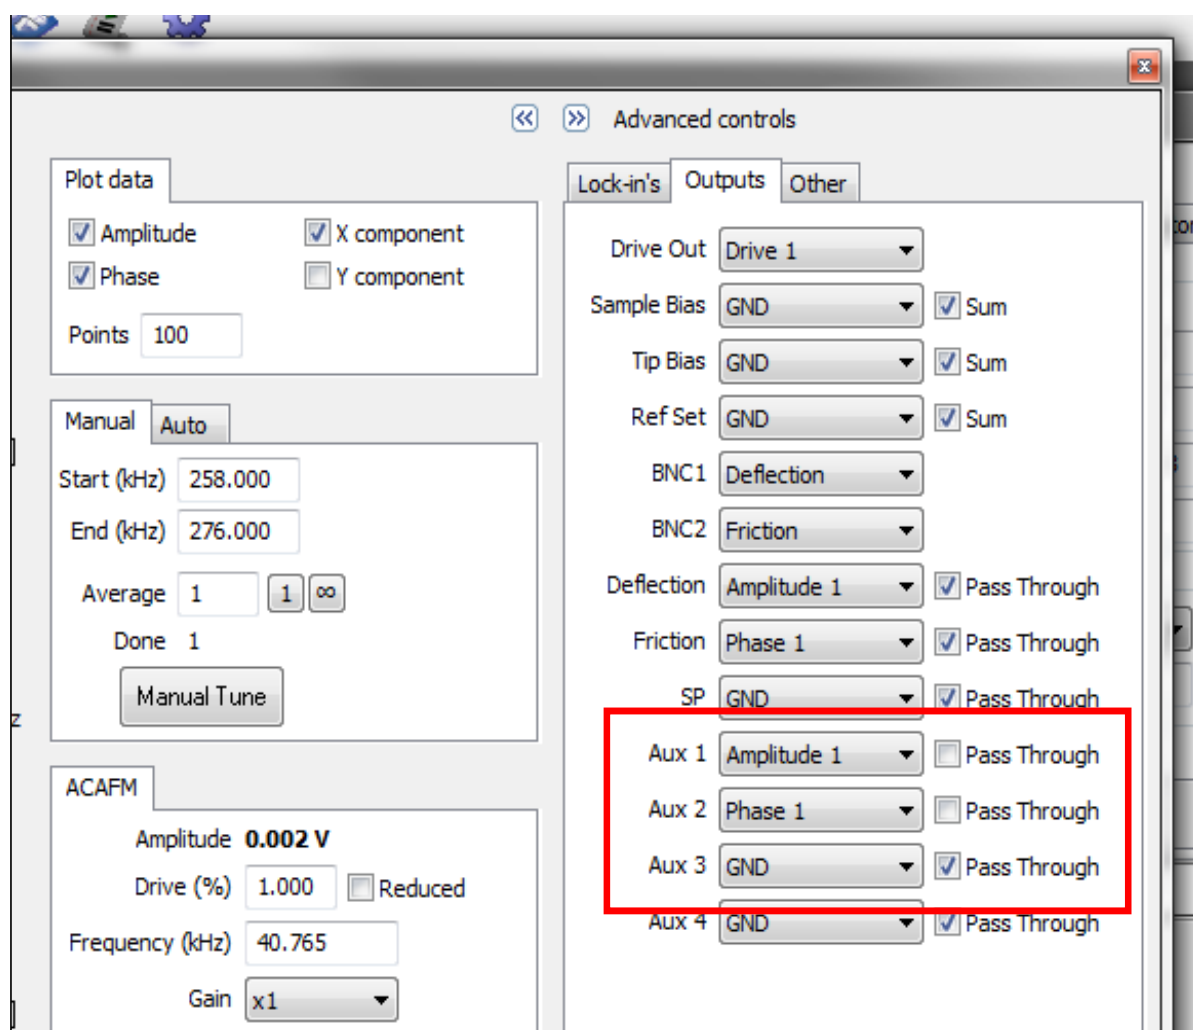 Advanced controls
Plot data
Amplitude
X component
Phase
Y component
Points 100
Manual Auto
Start (kHz) 258.000
End (kHz) 276.000
Average 1 1 ∞
Done 1
Manual Tune
ACAFM
Amplitude 0.002 V
Drive (%) 1.000 Reduced
Frequency (kHz) 40.765
Gain x1
Lock-in's Outputs Other
Drive Out Drive 1
Sample Bias GND Sum
Tip Bias GND Sum
Ref Set GND Sum
BNC1 Deflection
BNC2 Friction
Deflection Amplitude 1 Pass Through
Friction Phase 1 Pass Through
SP GND Pass Through
Aux 1 Amplitude 1 Pass Through
Aux 2 Phase 1 Pass Through
Aux 3 GND Pass Through
Aux 4 GND Pass Through